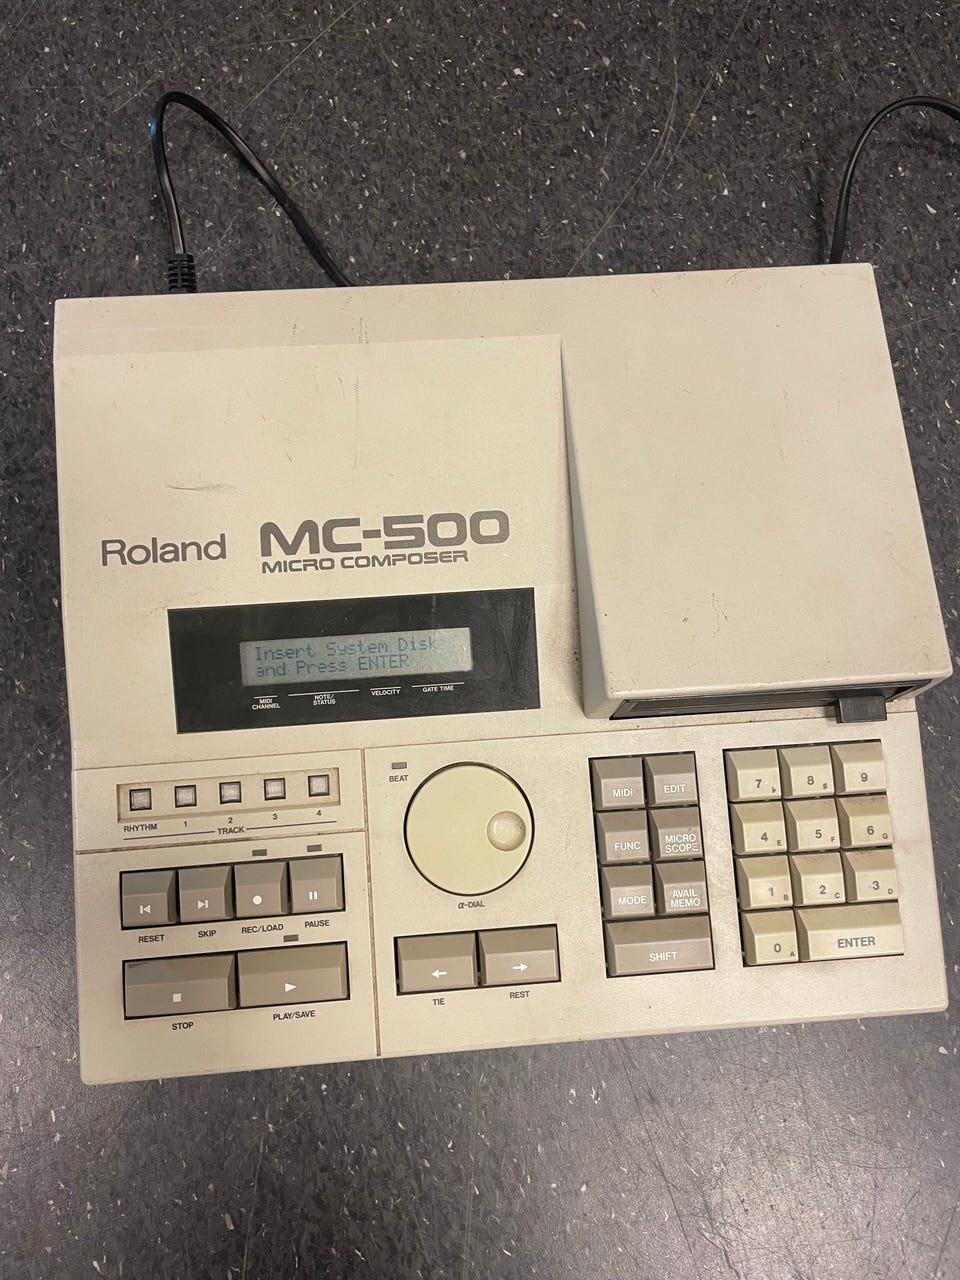 Roland MC-500
MICRO COMPOSER
Insert System Disk
and Press ENTER
MIDI CHANNEL NOTE/ STATUS VELOCITY GATE TIME
RHYTHM 1 2 3 4
TRACK
RESET SKIP REC/LOAD PAUSE
STOP PLAY/SAVE
BEAT
α-DIAL
TIE REST
MIDI EDIT
FUNC MICRO SCOPE
MODE AVAIL MEMO
SHIFT
7 ♭ 8 # 9
4 E 5 F 6 G
1 B 2 C 3 D
0 A ENTER